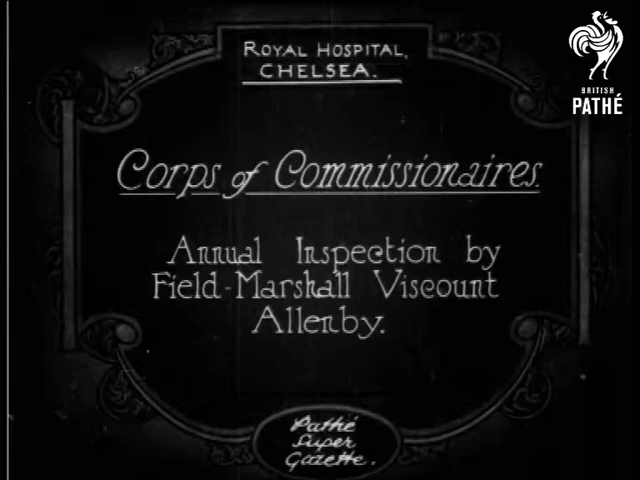 ROYAL HOSPITAL,
CHELSEA.
BRITISH
PATHÉ
Corps of Commissionaires.
Annual Inspection by
Field-Marshall Viscount
Allenby.
Pathé
Super
Gazette.